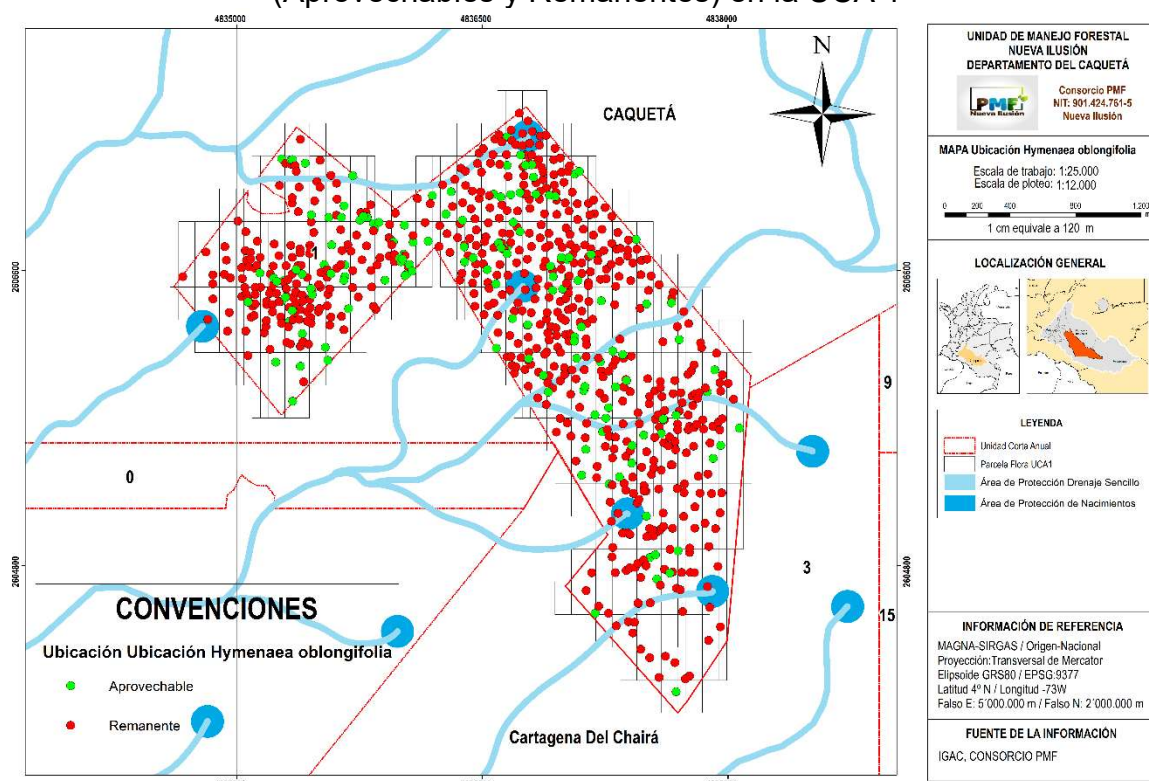 (Aprovechables y Remanentes) en la UCA 1
4835000
4836500
4838000
N
CAQUETÁ
2606600
2606600
1
9
0
3
15
2604800
2604800
CONVENCIONES
Ubicación Ubicación Hymenaea oblongifolia
Aprovechable
Remanente
Cartagena Del Chairá
UNIDAD DE MANEJO FORESTAL
NUEVA ILUSIÓN
DEPARTAMENTO DEL CAQUETÁ
PMF
Nueva Ilusión
Consorcio PMF
NIT: 901.424.761-5
Nueva Ilusión
MAPA Ubicación Hymenaea oblongifolia
Escala de trabajo: 1:25.000
Escala de ploteo: 1:12.000
0 200 400 800 1.200
m
1 cm equivale a 120 m
LOCALIZACIÓN GENERAL
LEYENDA
Unidad Corta Anual
Parcela Flora UCA1
Área de Protección Drenaje Sencillo
Área de Protección de Nacimientos
INFORMACIÓN DE REFERENCIA
MAGNA-SIRGAS / Origen-Nacional
Proyección:Transversal de Mercator
Elipsoide GRS80 / EPSG:9377
Latitud 4º N / Longitud -73W
Falso E: 5´000.000 m / Falso N: 2´000.000 m
FUENTE DE LA INFORMACIÓN
IGAC, CONSORCIO PMF